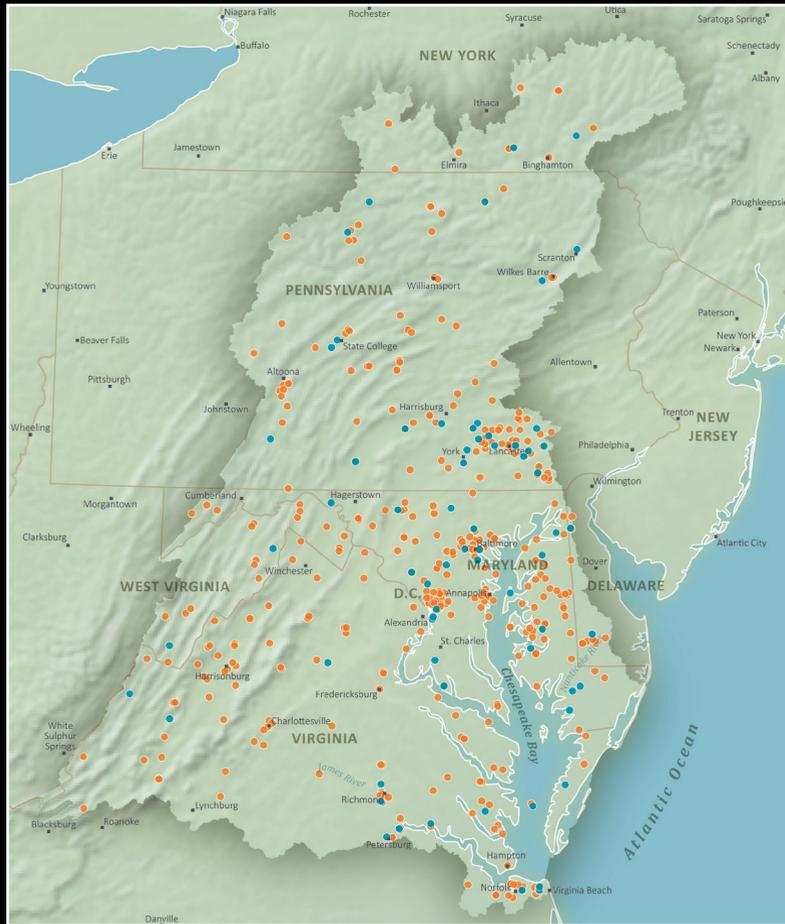 Niagara Falls
Rochester
Utica
Syracuse
Saratoga Springs
Buffalo
Schenectady
NEW YORK
Albany
Ithaca
Erie
Jamestown
Elmira
Binghamton
Poughkeepsie
Scranton
Wilkes Barre
Youngstown
PENNSYLVANIA
Williamsport
Paterson
Beaver Falls
State College
New York
Newark
Allentown
Altoona
Pittsburgh
Johnstown
Harrisburg
Trenton
NEW
JERSEY
Wheeling
York
Lancaster
Philadelphia
Wilmington
Cumberland
Hagerstown
Morgantown
Clarksburg
Baltimore
Atlantic City
MARYLAND
Dover
Winchester
WEST VIRGINIA
D.C.
Annapolis
DELAWARE
Alexandria
St. Charles
Harrisonburg
Nanticoke
Fredericksburg
Chesapeake Bay
White
Sulphur
Springs
Charlottesville
VIRGINIA
Atlantic Ocean
James River
Richmond
Lynchburg
Blacksburg
Roanoke
Petersburg
Hampton
Norfolk
Virginia Beach
Danville